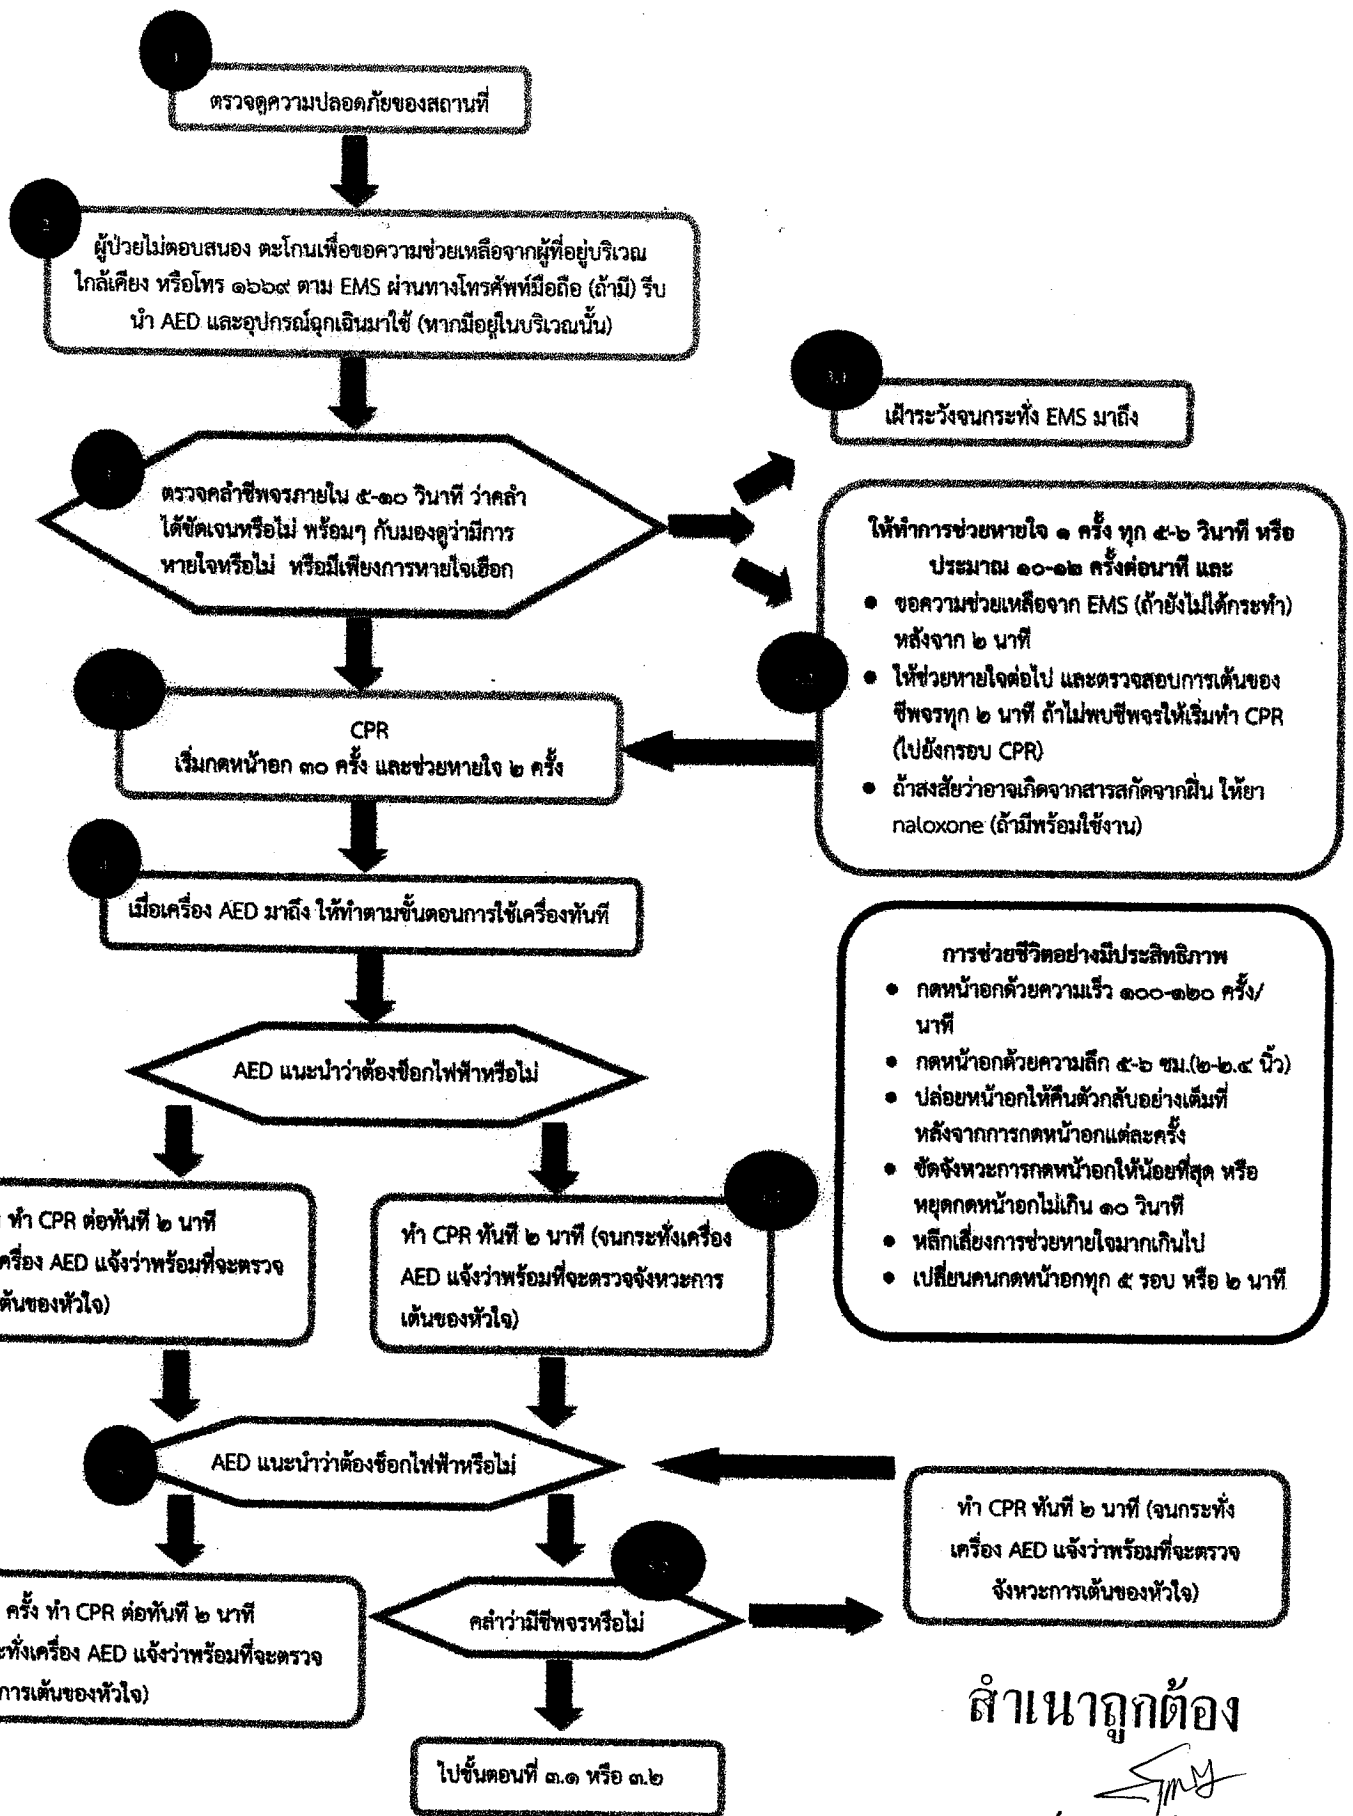 1
ตรวจดูความปลอดภัยของสถานที่
2
ผู้ป่วยไม่ตอบสนอง ตะโกนเพื่อขอความช่วยเหลือจากผู้ที่อยู่บริเวณ
ใกล้เคียง หรือโทร ๑๖๖๙ ตาม EMS ผ่านทางโทรศัพท์มือถือ (ถ้ามี) รีบ
นำ AED และอุปกรณ์ฉุกเฉินมาใช้ (หากมีอยู่ในบริเวณนั้น)
3.1
เฝ้าระวังจนกระทั่ง EMS มาถึง
ตรวจคลำชีพจรภายใน ๕-๑๐ วินาที ว่าคลำ
ได้ชัดเจนหรือไม่ พร้อมๆ กับมองดูว่ามีการ
หายใจหรือไม่ หรือมีเพียงการหายใจเฮือก
ให้ทำการช่วยหายใจ ๑ ครั้ง ทุก ๕-๖ วินาที หรือ
ประมาณ ๑๐-๑๒ ครั้งต่อนาที และ
● ขอความช่วยเหลือจาก EMS (ถ้ายังไม่ได้กระทำ)
หลังจาก ๒ นาที
● ให้ช่วยหายใจต่อไป และตรวจสอบการเต้นของ
ชีพจรทุก ๒ นาที ถ้าไม่พบชีพจรให้เริ่มทำ CPR
(ไปยังกรอบ CPR)
● ถ้าสงสัยว่าอาจเกิดจากสารสกัดจากฝิ่น ให้ยา
naloxone (ถ้ามีพร้อมใช้งาน)
CPR
เริ่มกดหน้าอก ๓๐ ครั้ง และช่วยหายใจ ๒ ครั้ง
4
เมื่อเครื่อง AED มาถึง ให้ทำตามขั้นตอนการใช้เครื่องทันที
การช่วยชีวิตอย่างมีประสิทธิภาพ
● กดหน้าอกด้วยความเร็ว ๑๐๐-๑๒๐ ครั้ง/
นาที
● กดหน้าอกด้วยความลึก ๕-๖ ซม.(๒-๒.๔ นิ้ว)
● ปล่อยหน้าอกให้คืนตัวกลับอย่างเต็มที่
หลังจากการกดหน้าอกแต่ละครั้ง
● ขัดจังหวะการกดหน้าอกให้น้อยที่สุด หรือ
หยุดกดหน้าอกไม่เกิน ๑๐ วินาที
● หลีกเลี่ยงการช่วยหายใจมากเกินไป
● เปลี่ยนคนกดหน้าอกทุก ๕ รอบ หรือ ๒ นาที
AED แนะนำว่าต้องช็อกไฟฟ้าหรือไม่
ทำ CPR ต่อทันที ๒ นาที
ครื่อง AED แจ้งว่าพร้อมที่จะตรวจ
ต้นของหัวใจ)
ทำ CPR ทันที ๒ นาที (จนกระทั่งเครื่อง
AED แจ้งว่าพร้อมที่จะตรวจจังหวะการ
เต้นของหัวใจ)
AED แนะนำว่าต้องช็อกไฟฟ้าหรือไม่
ทำ CPR ทันที ๒ นาที (จนกระทั่ง
เครื่อง AED แจ้งว่าพร้อมที่จะตรวจ
จังหวะการเต้นของหัวใจ)
ครั้ง ทำ CPR ต่อทันที ๒ นาที
ะทั่งเครื่อง AED แจ้งว่าพร้อมที่จะตรวจ
การเต้นของหัวใจ)
คลำว่ามีชีพจรหรือไม่
ไปขั้นตอนที่ ๓.๑ หรือ ๓.๒
สำเนาถูกต้อง